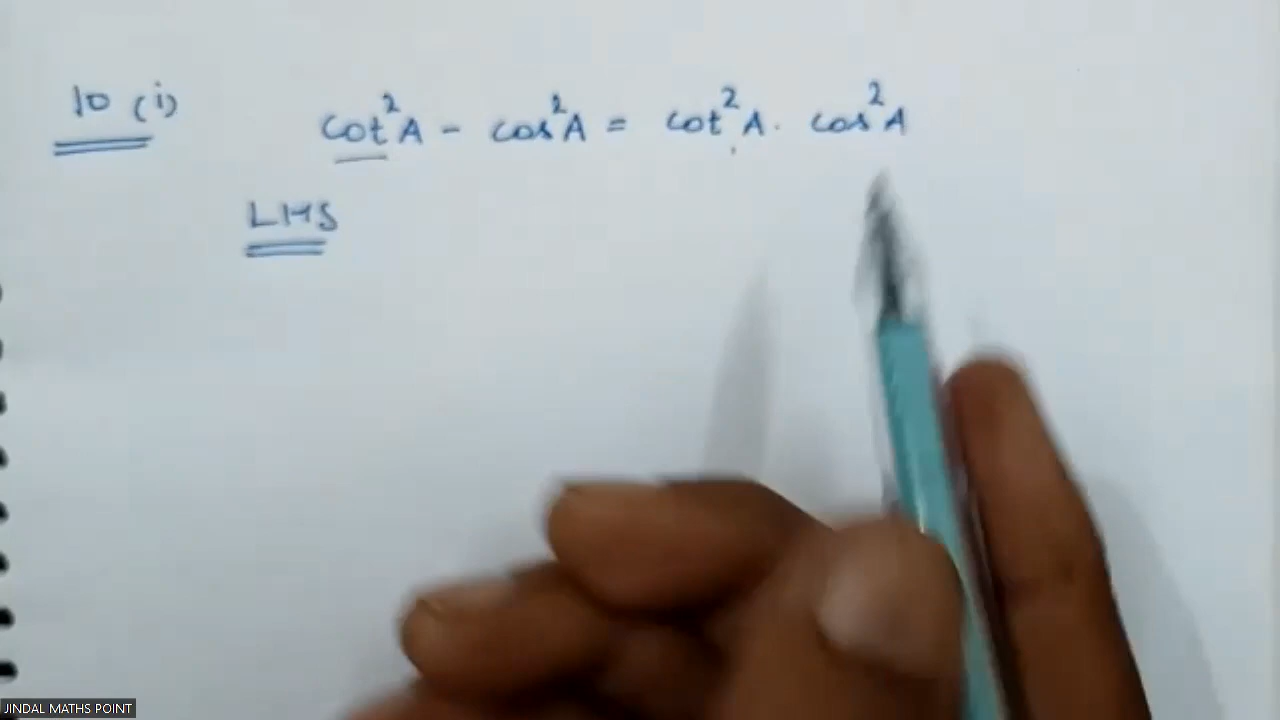 10 (i) cot²A - cos²A = cot²A . cos²A
LHS
JINDAL MATHS POINT